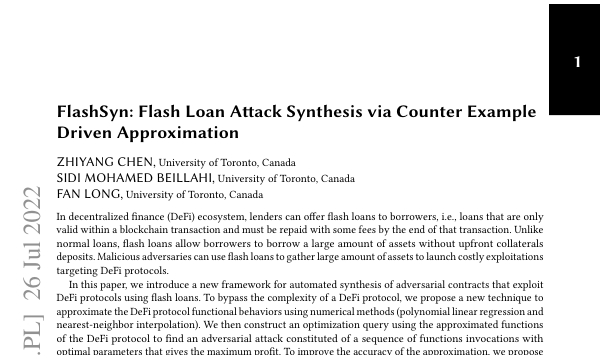 1
FlashSyn: Flash Loan Attack Synthesis via Counter Example
Driven Approximation
ZHIYANG CHEN, University of Toronto, Canada
SIDI MOHAMED BEILLAHI, University of Toronto, Canada
FAN LONG, University of Toronto, Canada
In decentralized finance (DeFi) ecosystem, lenders can offer flash loans to borrowers, i.e., loans that are only
valid within a blockchain transaction and must be repaid with some fees by the end of that transaction. Unlike
normal loans, flash loans allow borrowers to borrow a large amount of assets without upfront collaterals
deposits. Malicious adversaries can use flash loans to gather large amount of assets to launch costly exploitations
targeting DeFi protocols.
In this paper, we introduce a new framework for automated synthesis of adversarial contracts that exploit
DeFi protocols using flash loans. To bypass the complexity of a DeFi protocol, we propose a new technique to
approximate the DeFi protocol functional behaviors using numerical methods (polynomial linear regression and
nearest-neighbor interpolation). We then construct an optimization query using the approximated functions
of the DeFi protocol to find an adversarial attack constituted of a sequence of functions invocations with
optimal parameters that gives the maximum profit. To improve the accuracy of the approximation, we propose
.PL] 26 Jul 2022